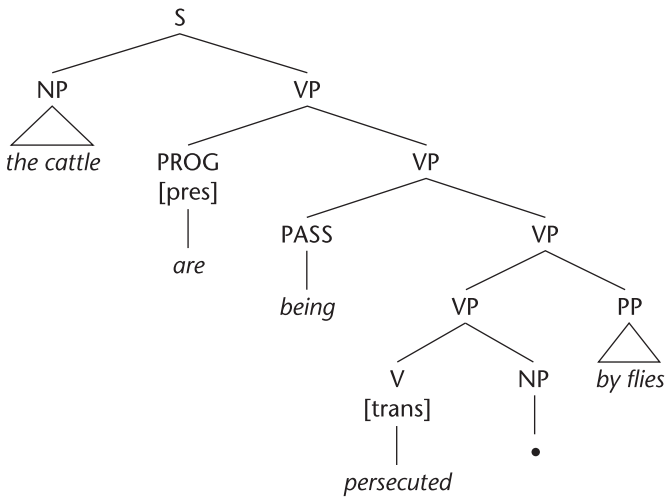 S
NP VP
the cattle PROG VP
[pres]
are PASS VP
being VP PP
V NP by flies
[trans]
persecuted •